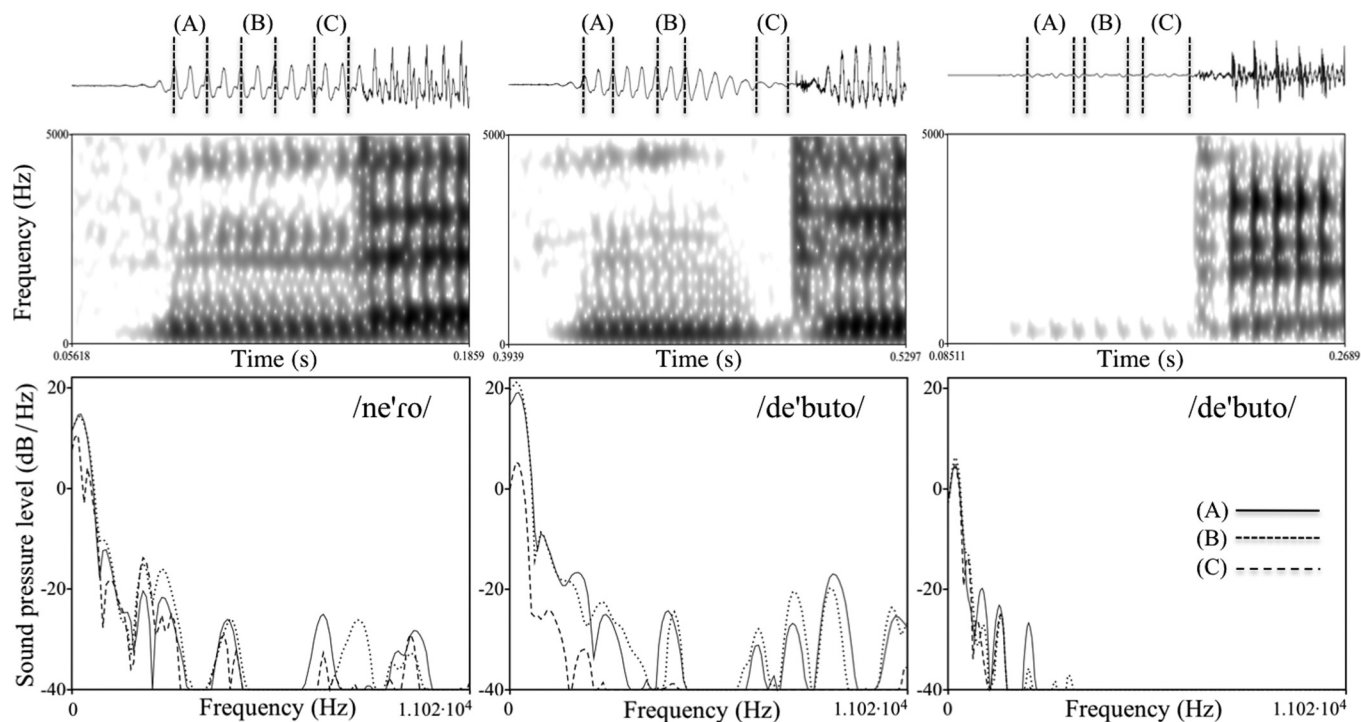 (A) (B) (C)
(A) (B) (C)
(A) (B) (C)
Frequency (Hz)
5000
0
0.05618
Time (s)
0.1859
5000
0
0.3939
Time (s)
0.5297
5000
0
0.08511
Time (s)
0.2689
Sound pressure level (dB/Hz)
20
0
-20
-40
/ne'ɾo/
0
Frequency (Hz)
1.102·10⁴
20
0
-20
-40
/de'buto/
0
Frequency (Hz)
1.102·10⁴
20
0
-20
-40
/de'buto/
(A)
(B)
(C)
0
Frequency (Hz)
1.102·10⁴